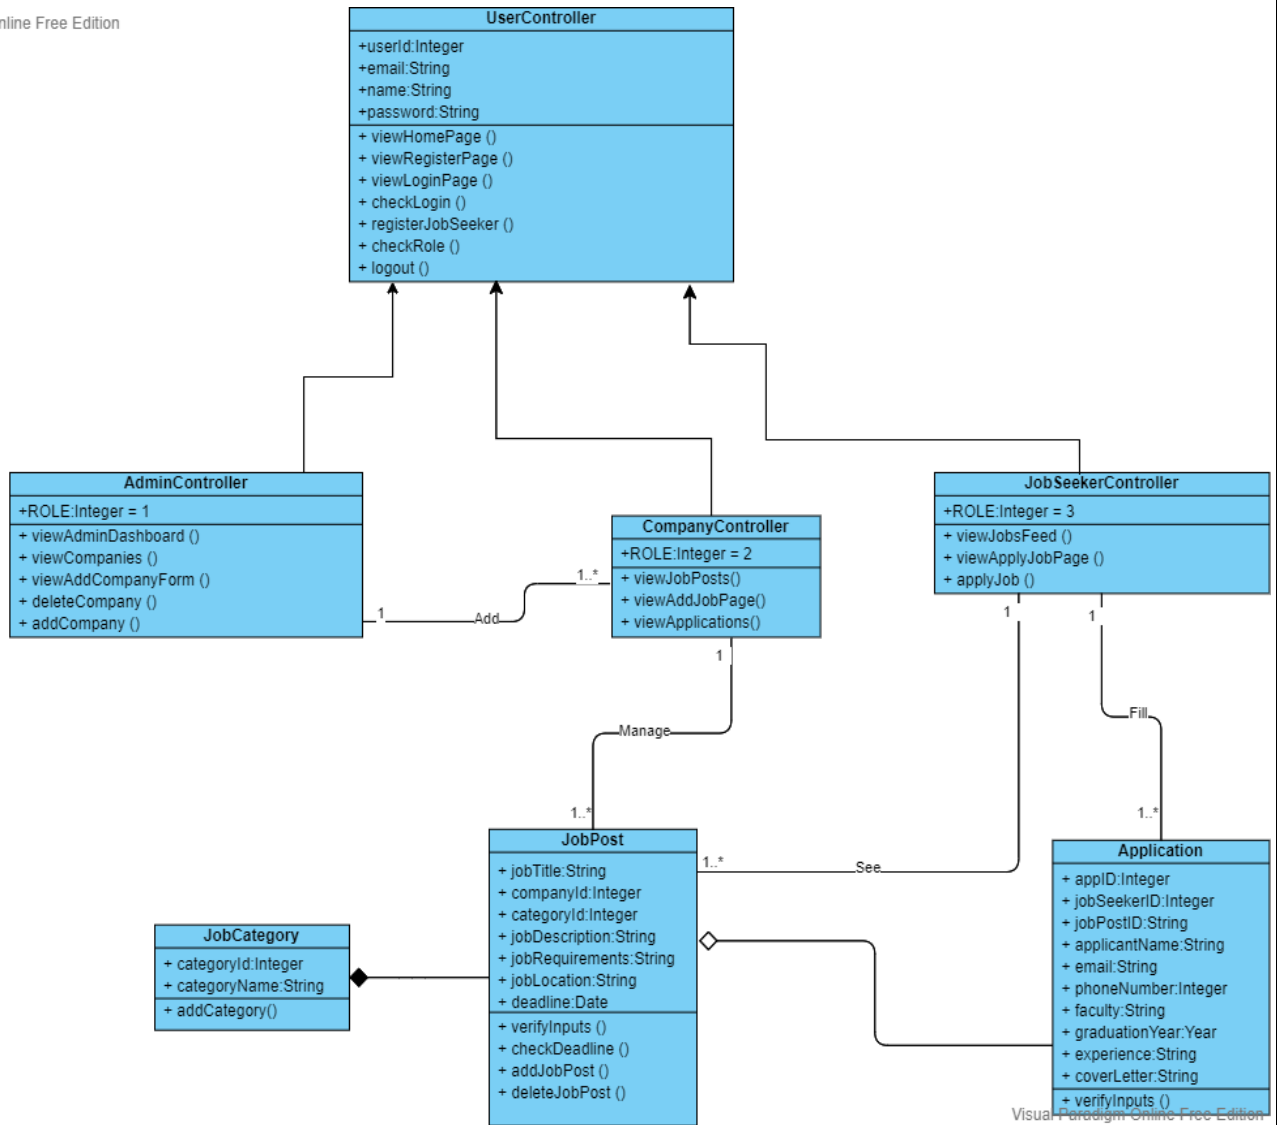 nline Free Edition
UserController
+userId:Integer
+email:String
+name:String
+password:String
+ viewHomePage ()
+ viewRegisterPage ()
+ viewLoginPage ()
+ checkLogin ()
+ registerJobSeeker ()
+ checkRole ()
+ logout ()
AdminController
+ROLE:Integer = 1
+ viewAdminDashboard ()
+ viewCompanies ()
+ viewAddCompanyForm ()
+ deleteCompany ()
+ addCompany ()
1
Add
1..*
CompanyController
+ROLE:Integer = 2
+ viewJobPosts()
+ viewAddJobPage()
+ viewApplications()
JobSeekerController
+ROLE:Integer = 3
+ viewJobsFeed ()
+ viewApplyJobPage ()
+ applyJob ()
1
Manage
1..*
1
See
1..*
1
Fill
1..*
JobCategory
+ categoryId:Integer
+ categoryName:String
+ addCategory()
JobPost
+ jobTitle:String
+ companyId:Integer
+ categoryId:Integer
+ jobDescription:String
+ jobRequirements:String
+ jobLocation:String
+ deadline:Date
+ verifyInputs ()
+ checkDeadline ()
+ addJobPost ()
+ deleteJobPost ()
Application
+ appID:Integer
+ jobSeekerID:Integer
+ jobPostID:String
+ applicantName:String
+ email:String
+ phoneNumber:Integer
+ faculty:String
+ graduationYear:Year
+ experience:String
+ coverLetter:String
+ verifyInputs ()
Visual Paradigm Online Free Edition